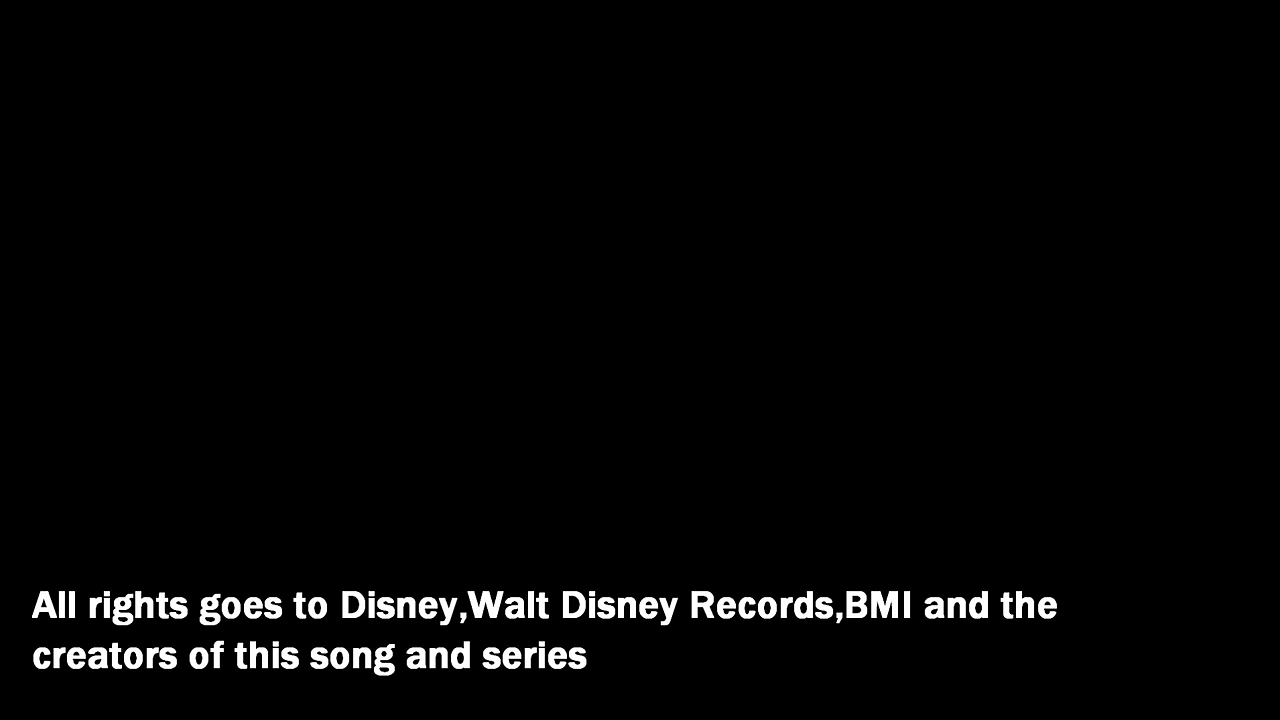 All rights goes to Disney,Walt Disney Records,BMI and the
creators of this song and series